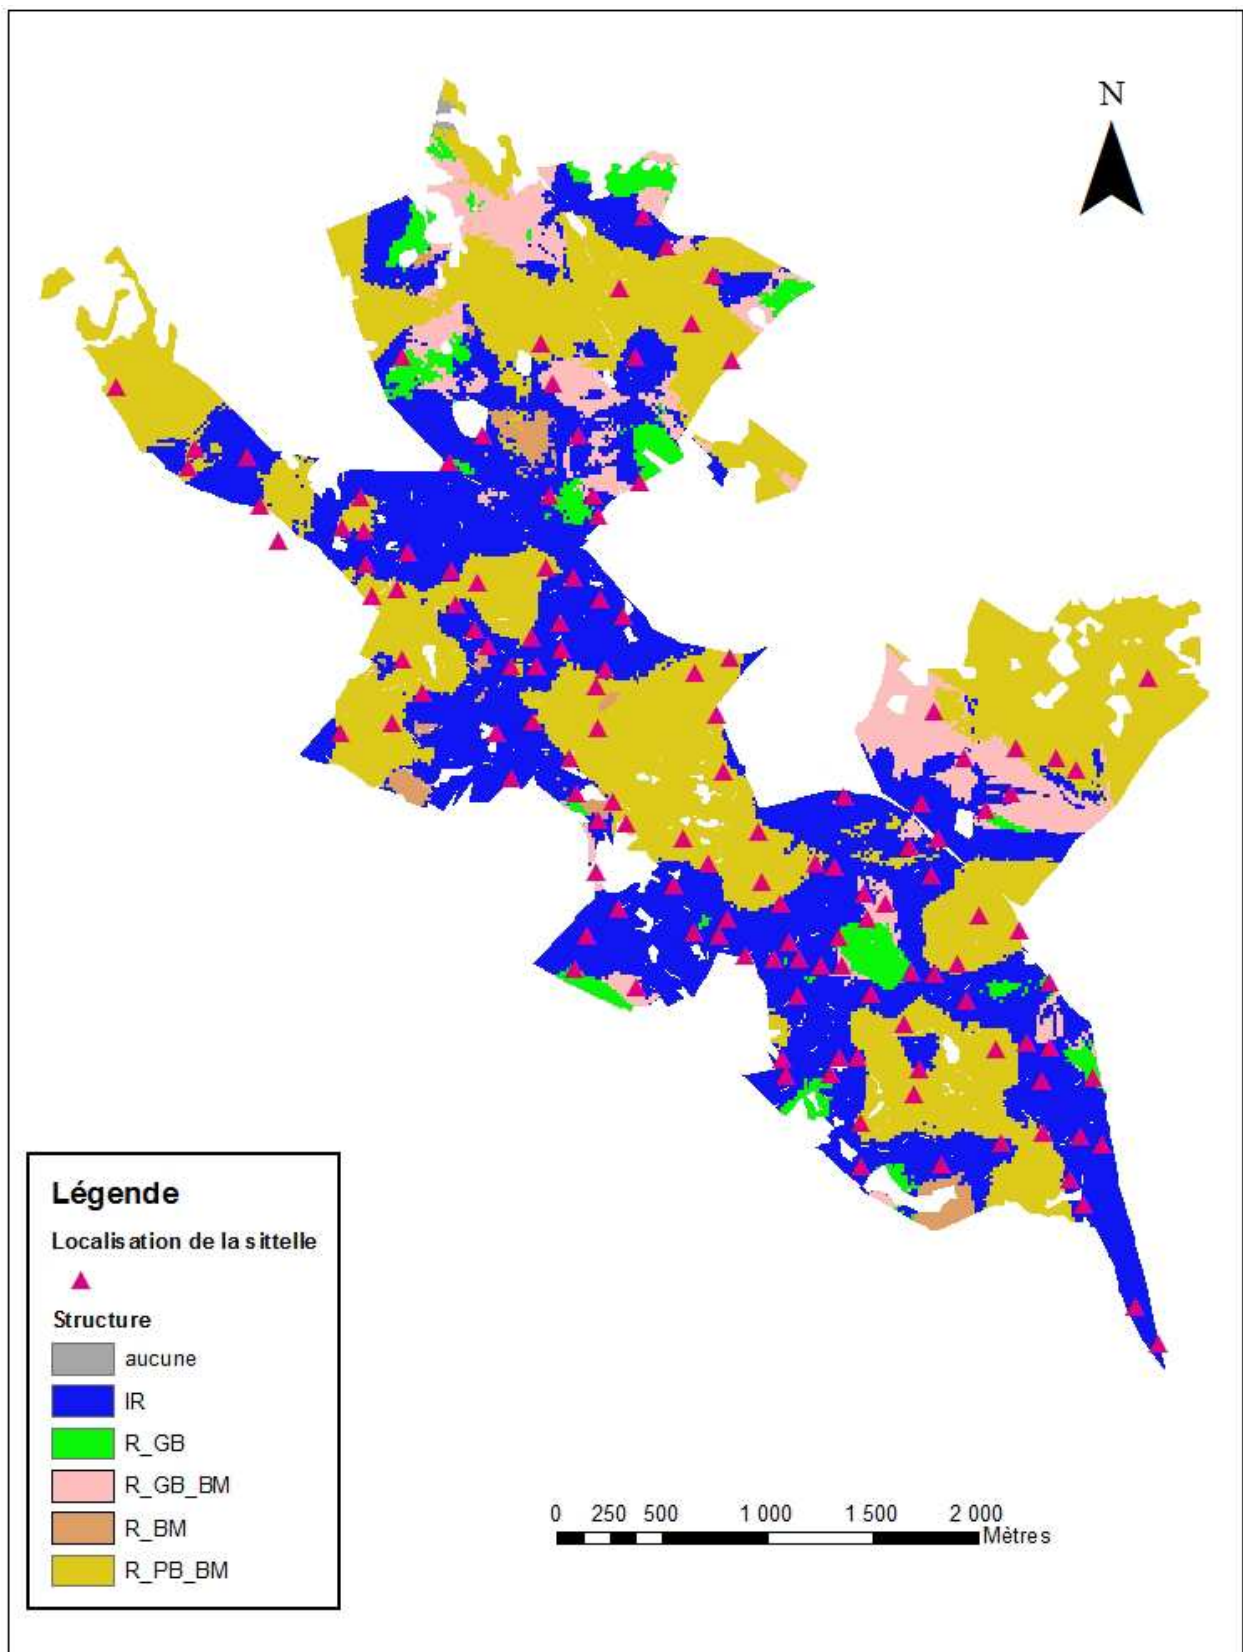 N
Légende
Localisation de la sittelle
Structure
aucune
IR
R_GB
R_GB_BM
R_BM
R_PB_BM
0 250 500 1 000 1 500 2 000
Mètres